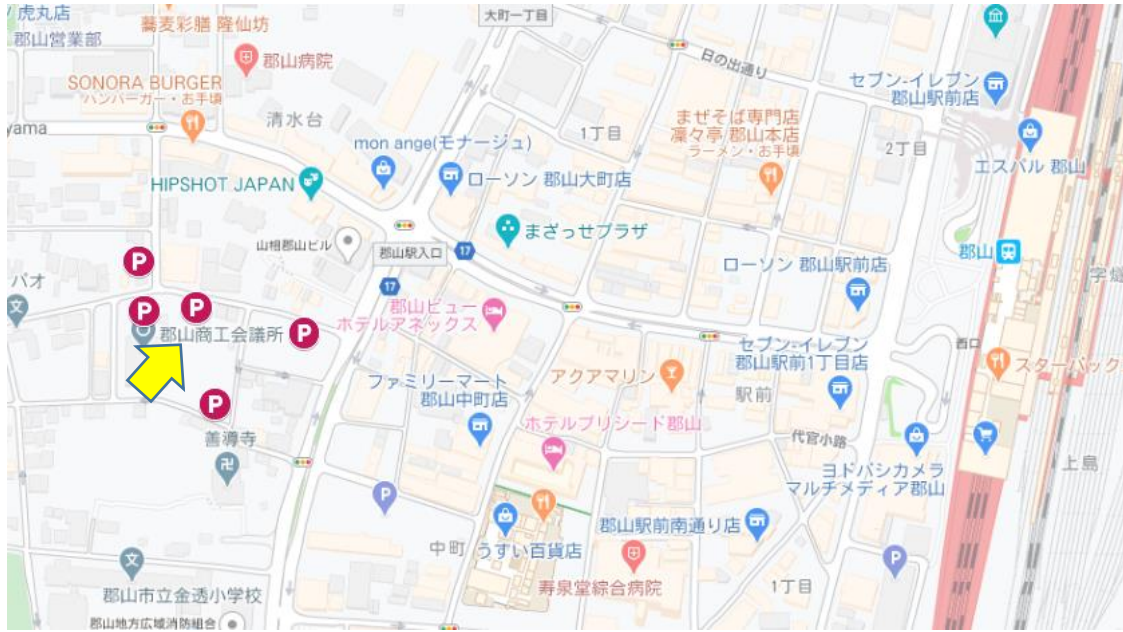 虎丸店
郡山営業部
蕎麦彩膳 隆仙坊
大町一丁目
郡山病院
日の出通り
SONORA BURGER
ハンバーガー・お手頃
セブン-イレブン
郡山駅前店
yama
清水台
mon ange(モナージュ)
1丁目
まぜそば専門店
凜々亭 郡山本店
ラーメン・お手頃
2丁目
エスパル 郡山
HIPSHOT JAPAN
ローソン 郡山大町店
まざっせプラザ
山相郡山ビル
郡山駅入口
17
郡山
ローソン 郡山駅前店
P
パオ
文
17
郡山ビュー
ホテルアネックス
P
P
郡山商工会議所
P
セブン-イレブン
郡山駅前1丁目店
西口
スターバック
アクアマリン
ファミリーマート
郡山中町店
駅前
P
ホテルプリシード郡山
代官小路
善導寺
卍
ヨドバシカメラ
マルチメディア郡山
上島
P
郡山駅前南通り店
中町
うすい百貨店
P
文
寿泉堂綜合病院
1丁目
郡山市立金透小学校
郡山地方広域消防組合